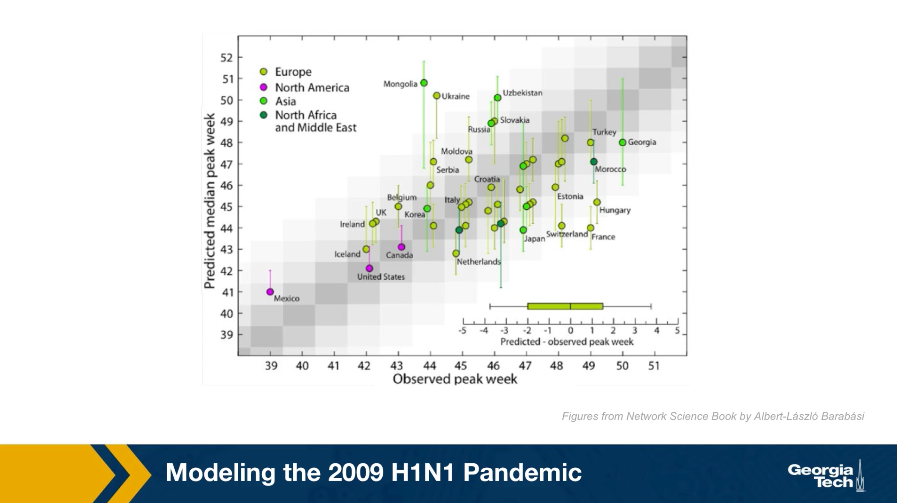 52
51
50
49
48
47
46
45
44
43
42
41
40
39
Predicted median peak week
Europe
North America
Asia
North Africa
and Middle East
Mongolia
Ukraine
Uzbekistan
Slovakia
Russia
Turkey
Georgia
Moldova
Serbia
Morocco
Croatia
Belgium
Italy
Estonia
UK
Korea
Hungary
Ireland
Iceland
Canada
Japan
Switzerland
France
Netherlands
United States
Mexico
-5 -4 -3 -2 -1 0 1 2 3 4 5
Predicted - observed peak week
39 40 41 42 43 44 45 46 47 48 49 50 51
Observed peak week
Figures from Network Science Book by Albert-László Barabási
Modeling the 2009 H1N1 Pandemic
Georgia
Tech